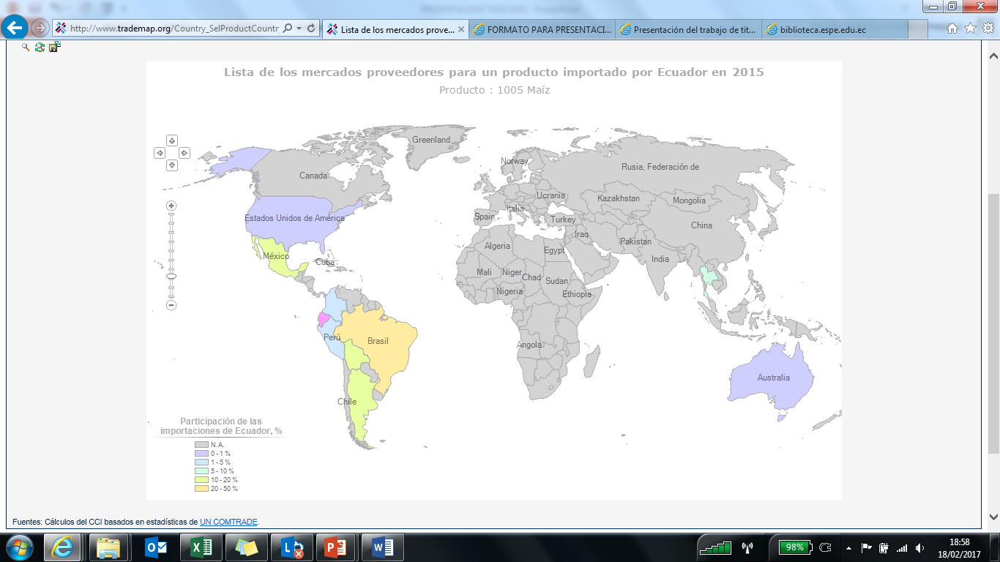 http://www.trademap.org/Country_SelProductCountry
Lista de los mercados prove...
FORMATO PARA PRESENTACI...
Presentación del trabajo de tit...
biblioteca.espe.edu.ec
Lista de los mercados proveedores para un producto importado por Ecuador en 2015
Producto : 1005 Maíz
Greenland
Norway
Canada
Rusia, Federación de
Ucrania
Kazakhstan
Mongolia
Italia
Estados Unidos de América
Spain
Turkey
China
Iraq
Pakistan
Algeria
Egypt
México
Cuba
India
Mali
Niger
Chad
Sudan
Nigeria
Ethiopia
Perú
Brasil
Angola
Australia
Chile
Participación de las
importaciones de Ecuador, %
N.A.
0 - 1 %
1 - 5 %
5 - 10 %
10 - 20 %
20 - 50 %
Fuentes: Cálculos del CCI basados en estadísticas de UN COMTRADE.
98%
18:58
18/02/2017